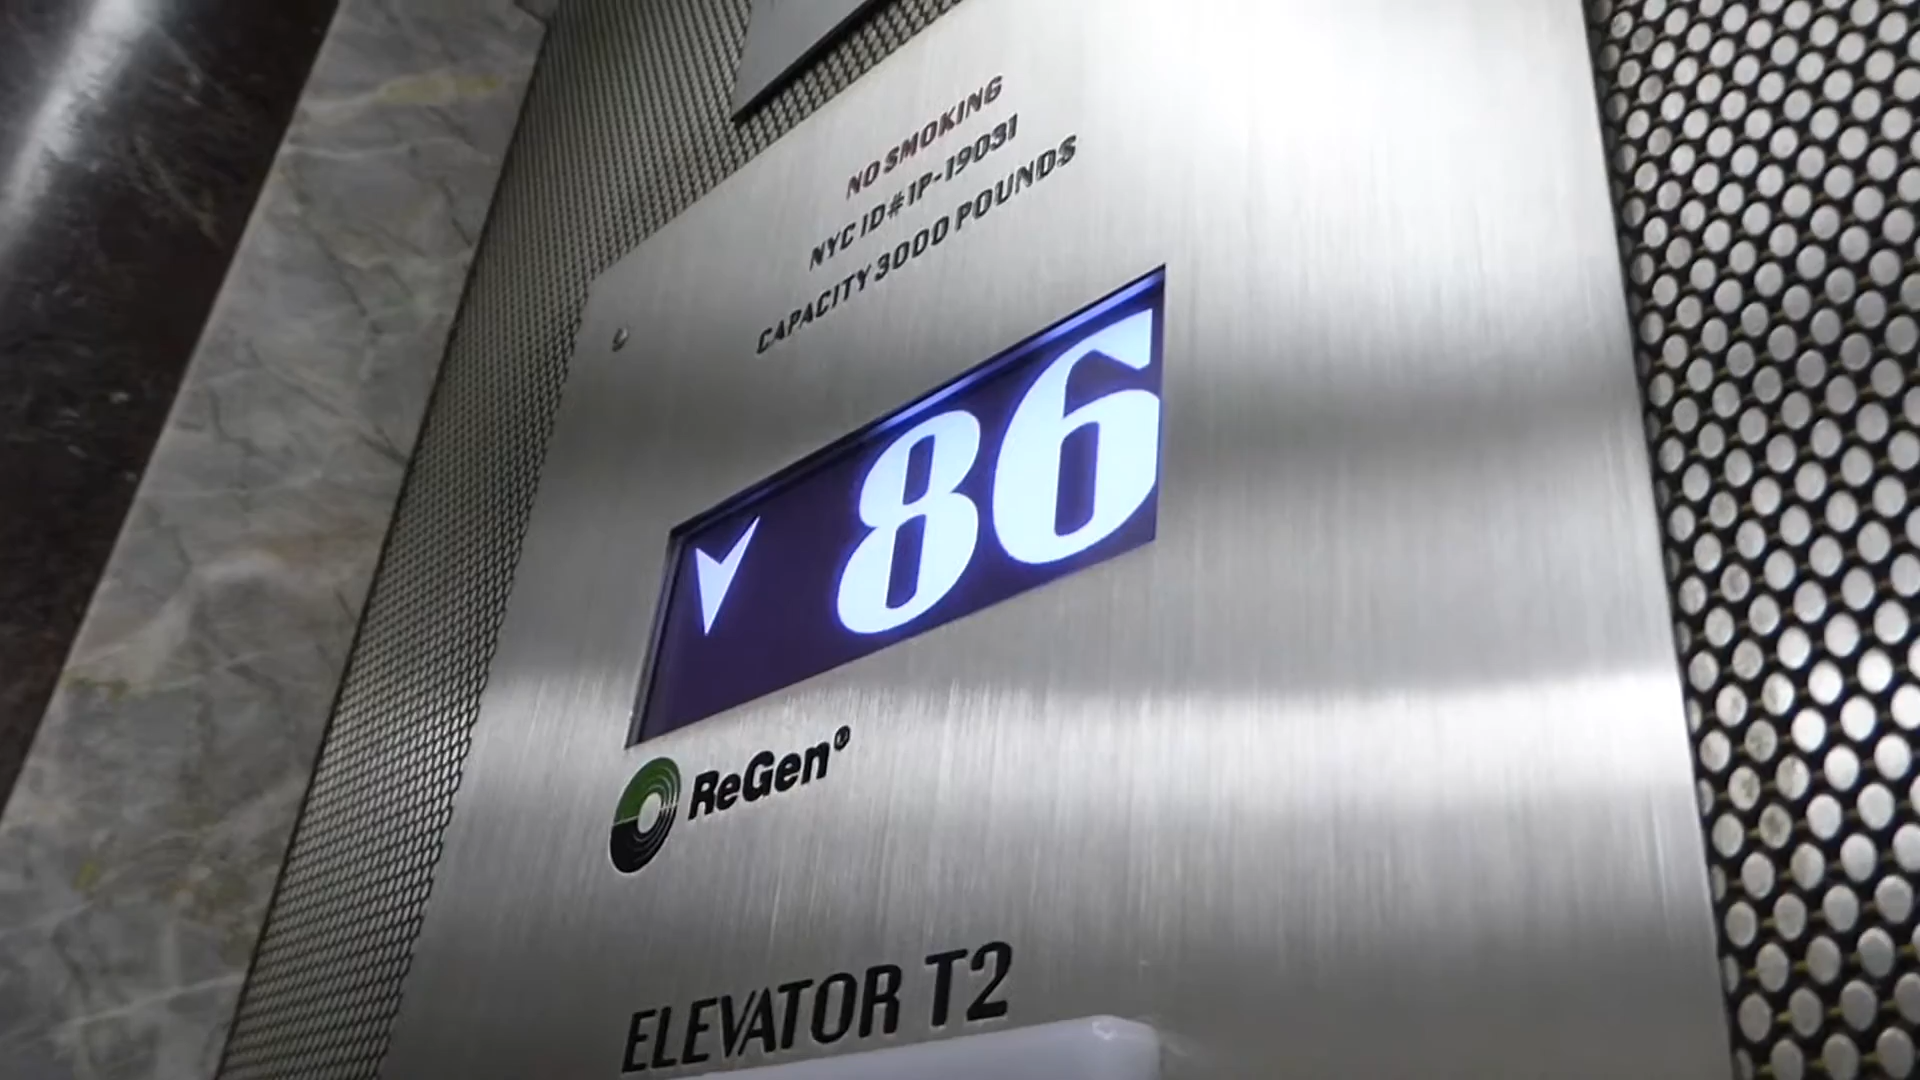 NO SMOKING
NYC ID# 1P-19031
CAPACITY 3000 POUNDS
86
ReGen®
ELEVATOR T2